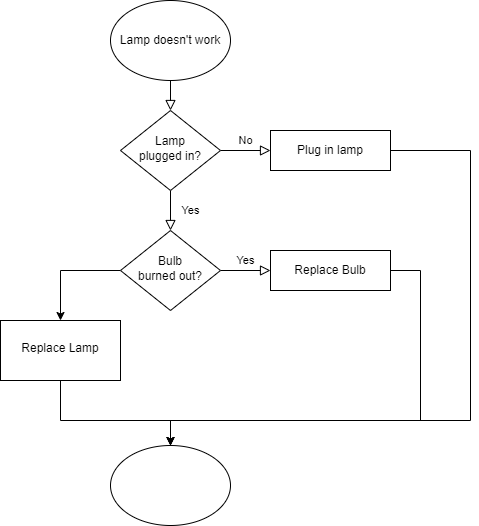 Lamp doesn't work
Lamp
plugged in?
No
Plug in lamp
Yes
Bulb
burned out?
Yes
Replace Bulb
Replace Lamp